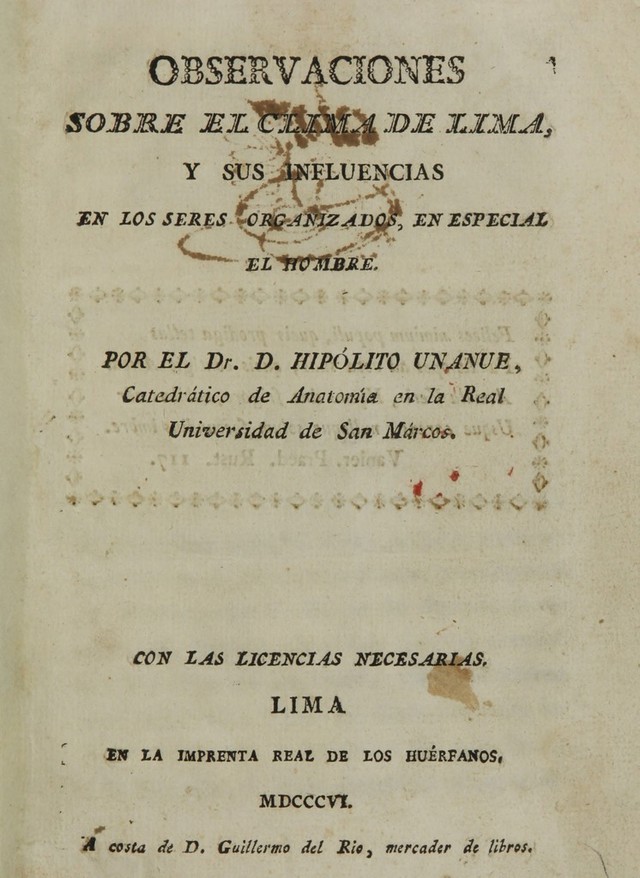 OBSERVACIONES
SOBRE EL CLIMA DE LIMA,
Y SUS INFLUENCIAS
EN LOS SERES ORGANIZADOS, EN ESPECIAL
EL HOMBRE.
POR EL Dr. D. HIPÓLITO UNANUE,
Catedrático de Anatomía en la Real
Universidad de San Márcos.
CON LAS LICENCIAS NECESARIAS.
LIMA
EN LA IMPRENTA REAL DE LOS HUÉRFANOS,
MDCCCVI.
A costa de D. Guillermo del Rio, mercader de libros.